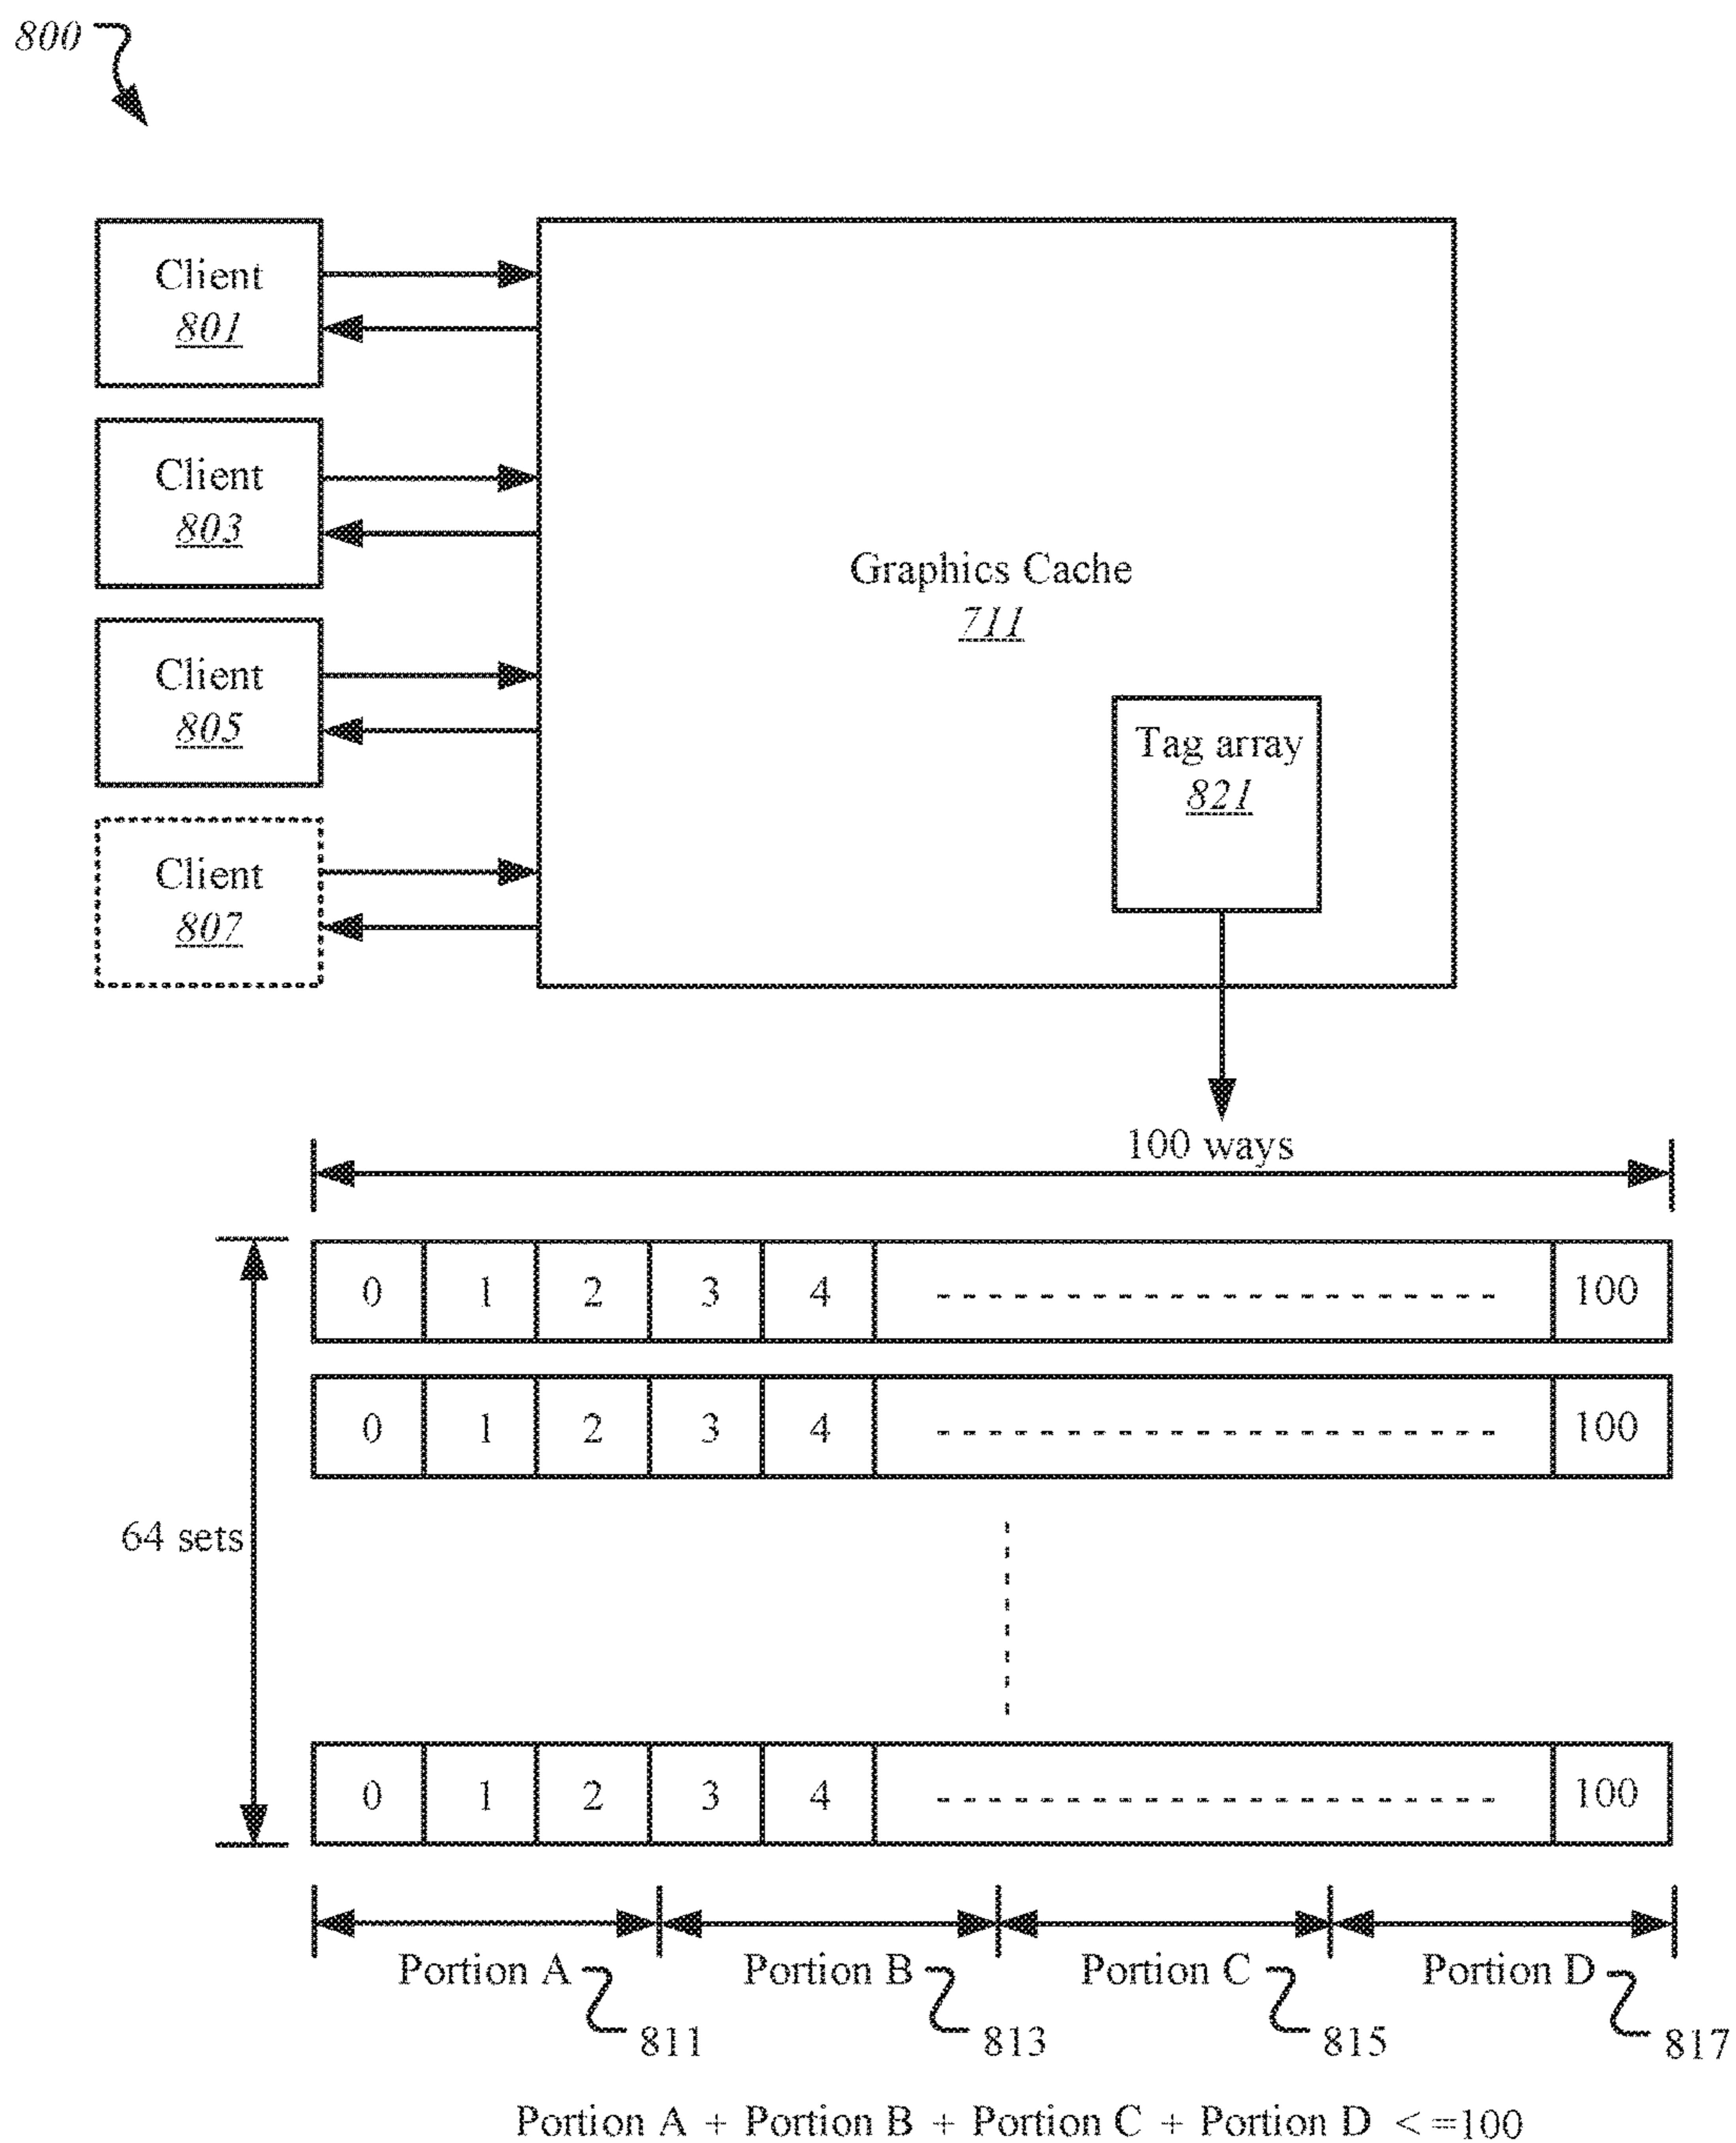 800
Client
801
Client
803
Graphics Cache
711
Client
805
Tag array
821
Client
807
100 ways
0 1 2 3 4 100
0 1 2 3 4 100
64 sets
0 1 2 3 4 100
Portion A Portion B Portion C Portion D
811 813 815 817
Portion A + Portion B + Portion C + Portion D <=100